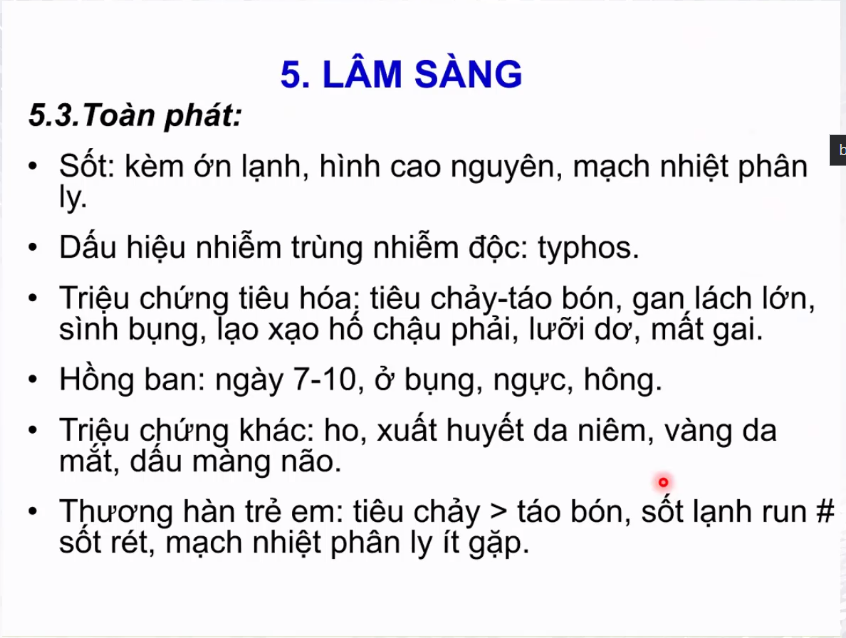 5. LÂM SÀNG
5.3.Toàn phát:
• Sốt: kèm ớn lạnh, hình cao nguyên, mạch nhiệt phân
ly.
• Dấu hiệu nhiễm trùng nhiễm độc: typhos.
• Triệu chứng tiêu hóa: tiêu chảy-táo bón, gan lách lớn,
sình bụng, lạo xạo hố chậu phải, lưỡi dơ, mất gai.
• Hồng ban: ngày 7-10, ở bụng, ngực, hông.
• Triệu chứng khác: ho, xuất huyết da niêm, vàng da
mắt, dấu màng não.
• Thương hàn trẻ em: tiêu chảy > táo bón, sốt lạnh run #
sốt rét, mạch nhiệt phân ly ít gặp.